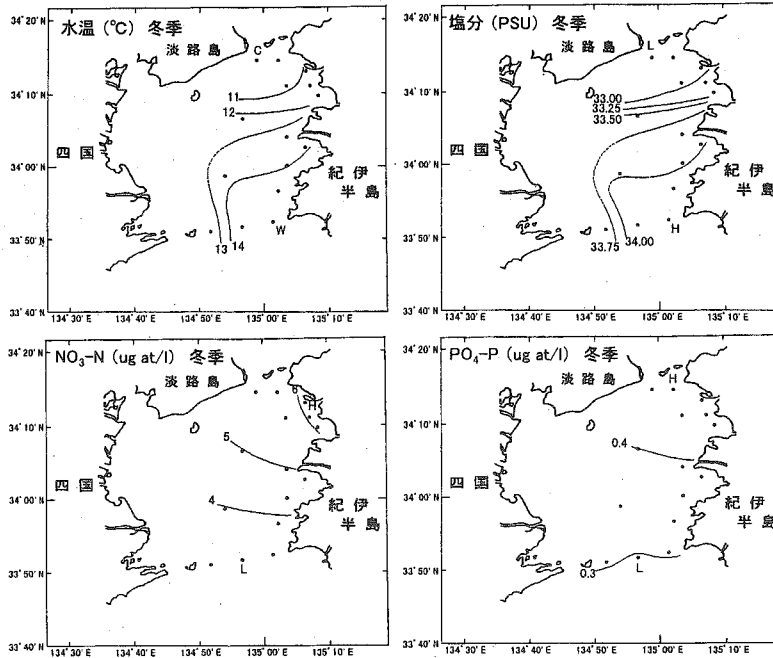 水温 (°C) 冬季
34°20'N
34°10'N
34°00'N
33°50'N
33°40'N
134°30'E
134°40'E
134°50'E
135°00'E
135°10'E
淡路島
四国
紀伊
半島
C
W
11
12
13
14
塩分 (PSU) 冬季
34°20'N
34°10'N
34°00'N
33°50'N
33°40'N
134°30'E
134°40'E
134°50'E
135°00'E
135°10'E
淡路島
四国
紀伊
半島
L
H
33.00
33.25
33.50
33.75
34.00
NO₃-N (ug at/l) 冬季
34°20'N
34°10'N
34°00'N
33°50'N
33°40'N
134°30'E
134°40'E
134°50'E
135°00'E
135°10'E
淡路島
四国
紀伊
半島
H
L
5
4
PO₄-P (ug at/l) 冬季
34°20'N
34°10'N
34°00'N
33°50'N
33°40'N
134°30'E
134°40'E
134°50'E
135°00'E
135°10'E
淡路島
四国
紀伊
半島
H
L
0.4
0.3